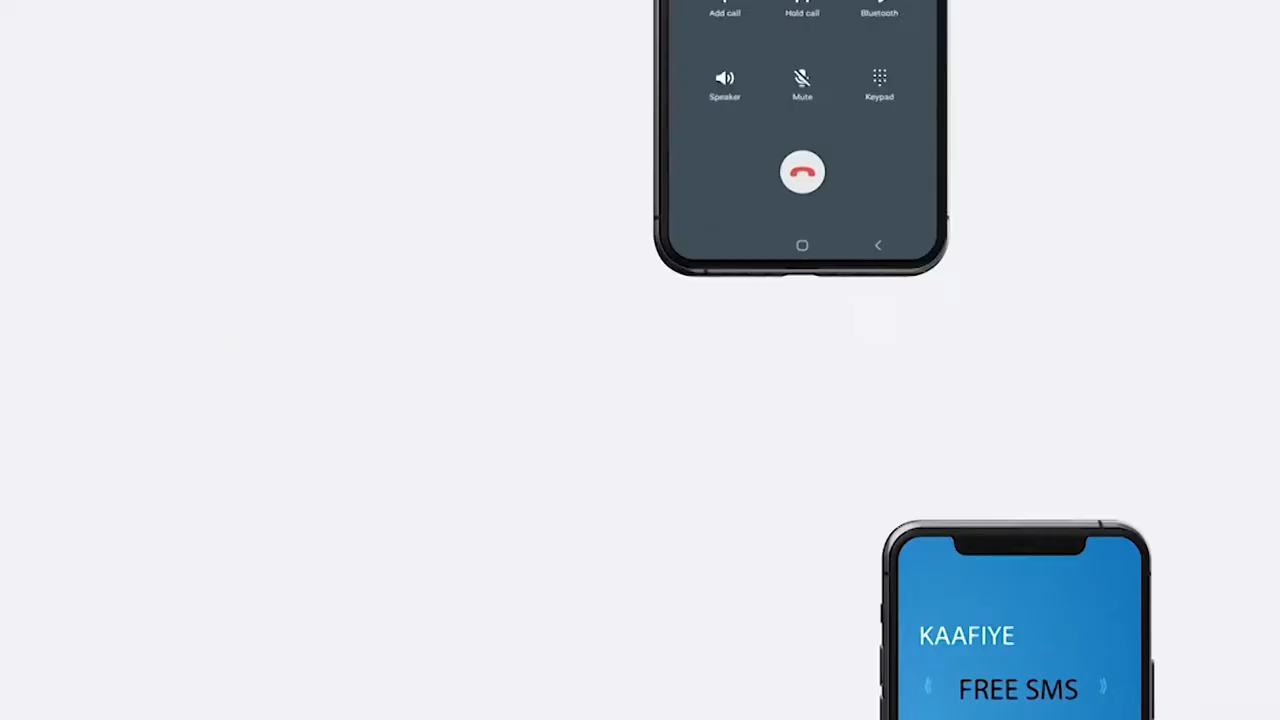 Add call Hold call Bluetooth
Speaker Mute Keypad
KAAFIYE
FREE SMS